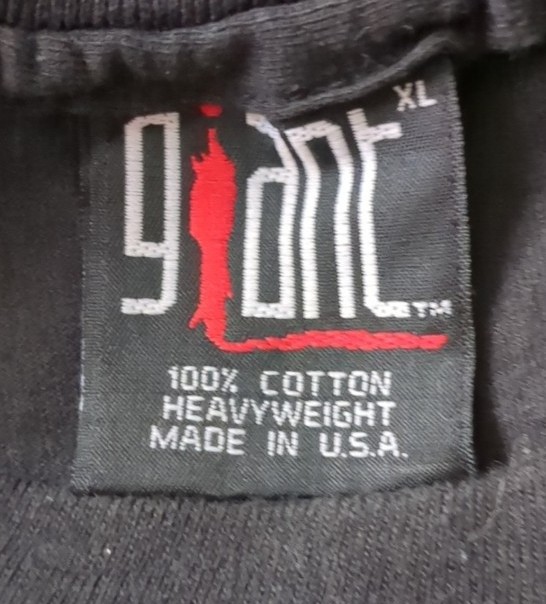 giant XL
TM
100% COTTON
HEAVYWEIGHT
MADE IN U.S.A.